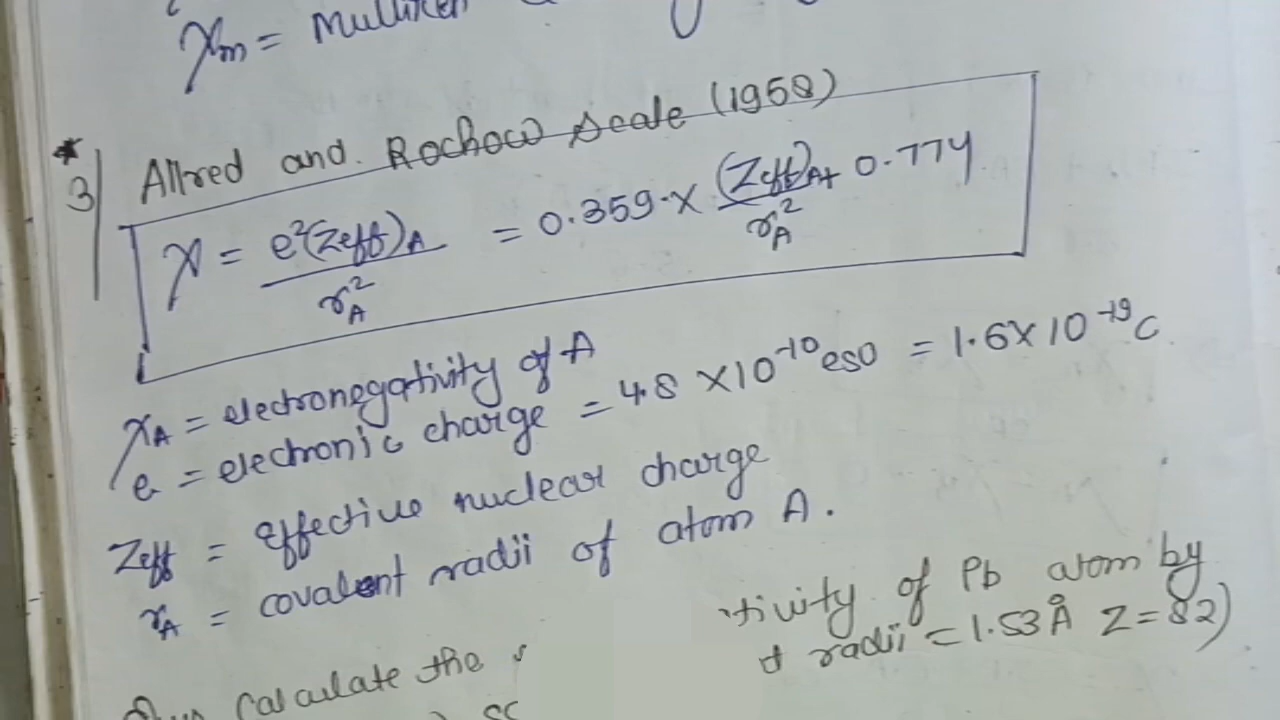 χm = Mulliken
* 3) Allred and Rochow Scale (1958)
χ = e²(Zeff)A / rA² = 0.359 × (Zeff)A / rA² + 0.774
χA = electronegativity of A
e = electronic charge = 4.8 × 10⁻¹⁰ esu = 1.6 × 10⁻¹⁹ C
Zeff = effective nuclear charge
rA = covalent radii of atom A.
Calculate the tivity of Pb atom by
radii = 1.53 Å Z = 82)